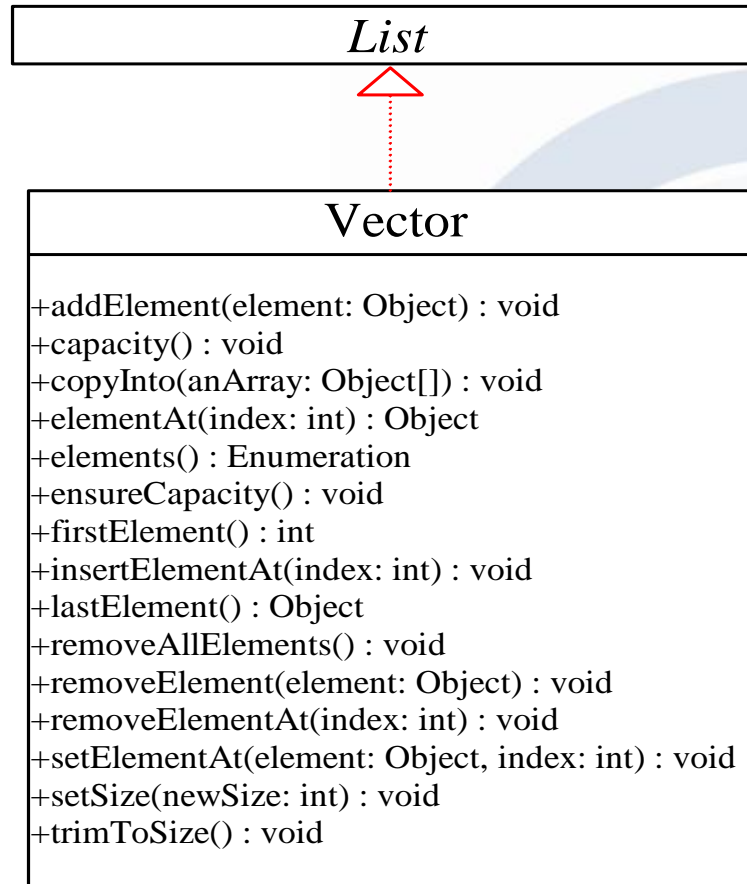 List
Vector
+addElement(element: Object) : void
+capacity() : void
+copyInto(anArray: Object[]) : void
+elementAt(index: int) : Object
+elements() : Enumeration
+ensureCapacity() : void
+firstElement() : int
+insertElementAt(index: int) : void
+lastElement() : Object
+removeAllElements() : void
+removeElement(element: Object) : void
+removeElementAt(index: int) : void
+setElementAt(element: Object, index: int) : void
+setSize(newSize: int) : void
+trimToSize() : void